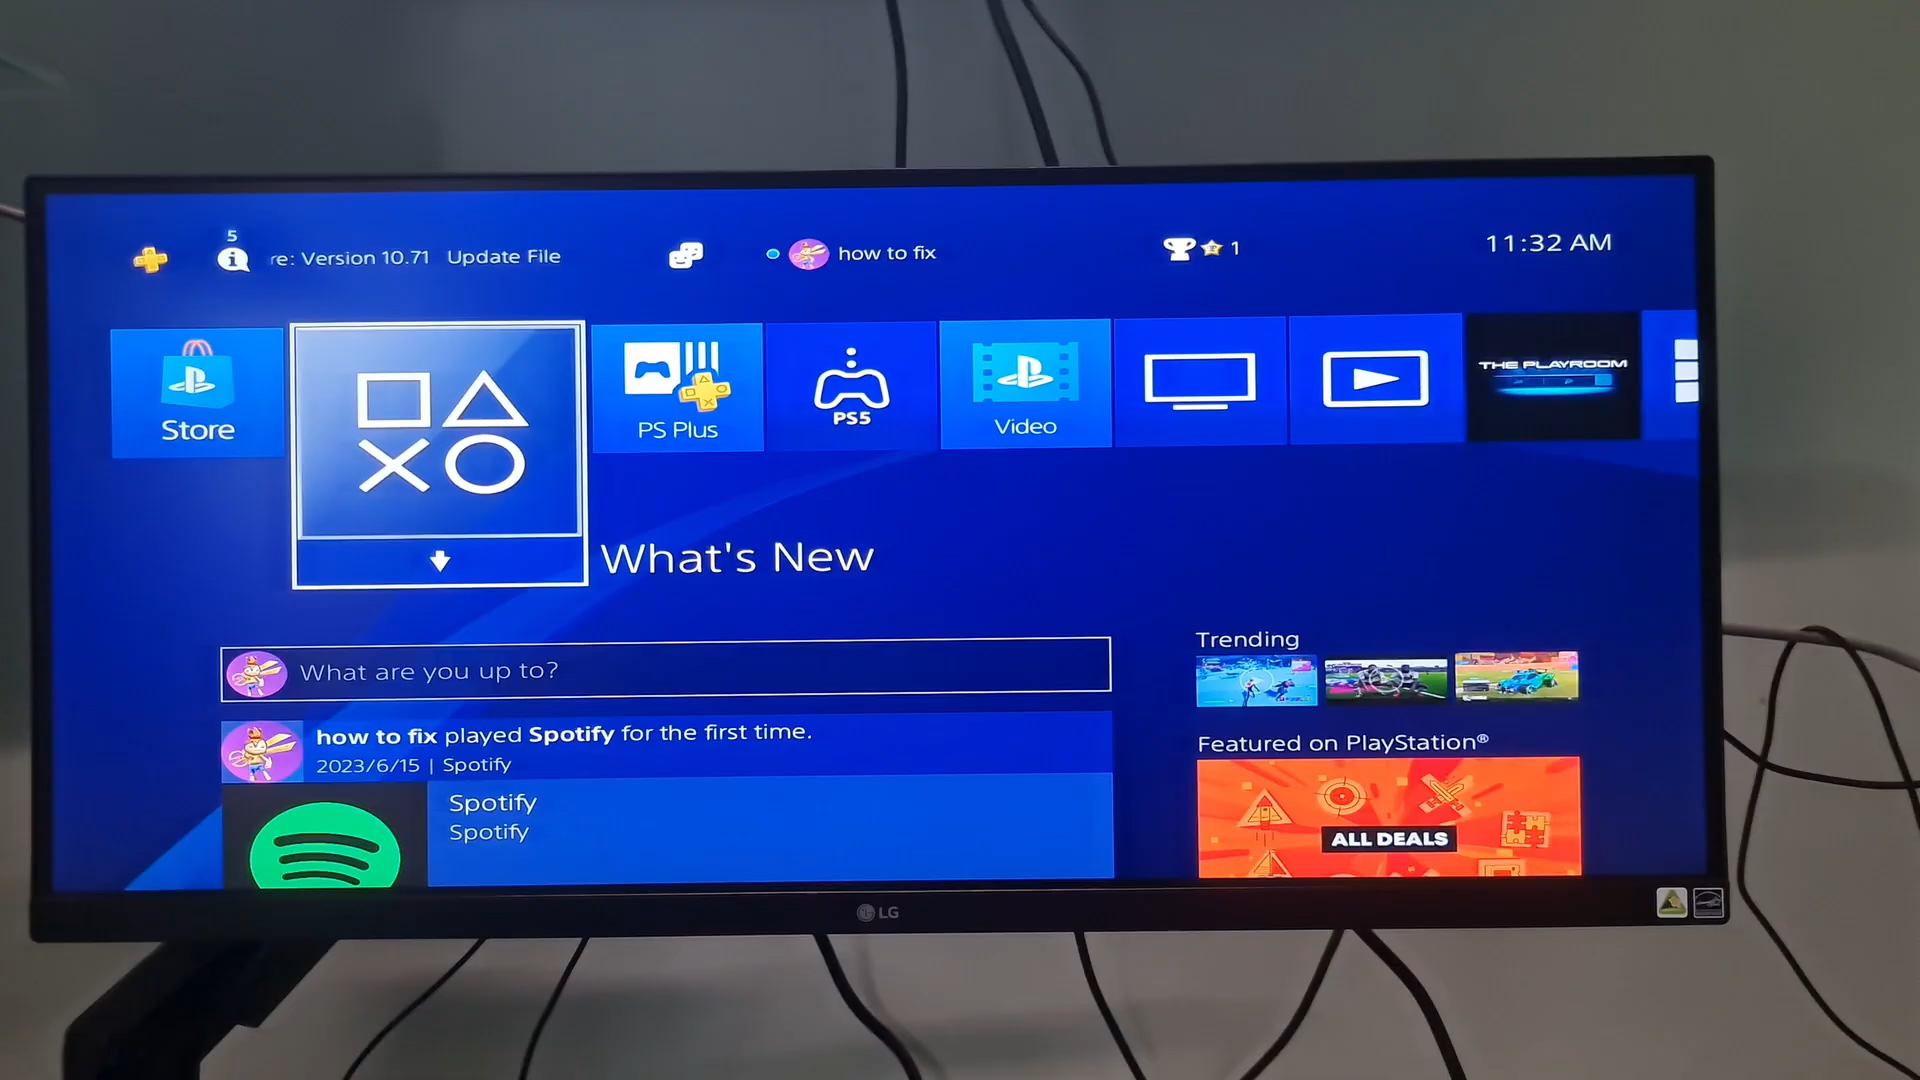 5
re: Version 10.71 Update File
how to fix
1
11:32 AM
Store
PS Plus
PS5
Video
THE PLAYROOM
What's New
What are you up to?
how to fix played Spotify for the first time.
2023/6/15 | Spotify
Spotify
Spotify
Trending
Featured on PlayStation®
ALL DEALS
LG